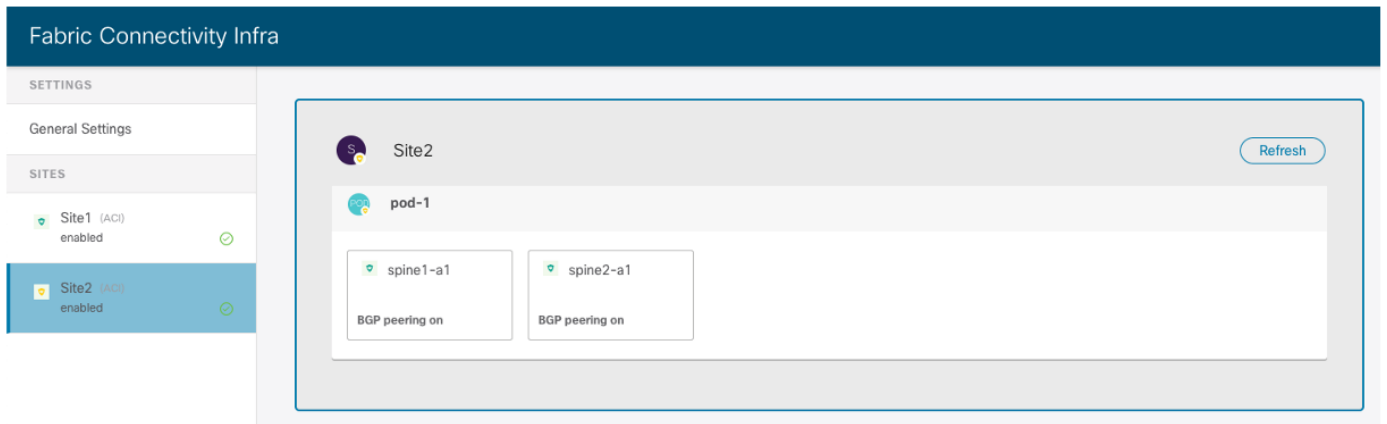 Fabric Connectivity Infra
SETTINGS
General Settings
SITES
Site1 (ACI)
enabled
Site2 (ACI)
enabled
S
Site2
Refresh
POD
pod-1
spine1-a1
BGP peering on
spine2-a1
BGP peering on